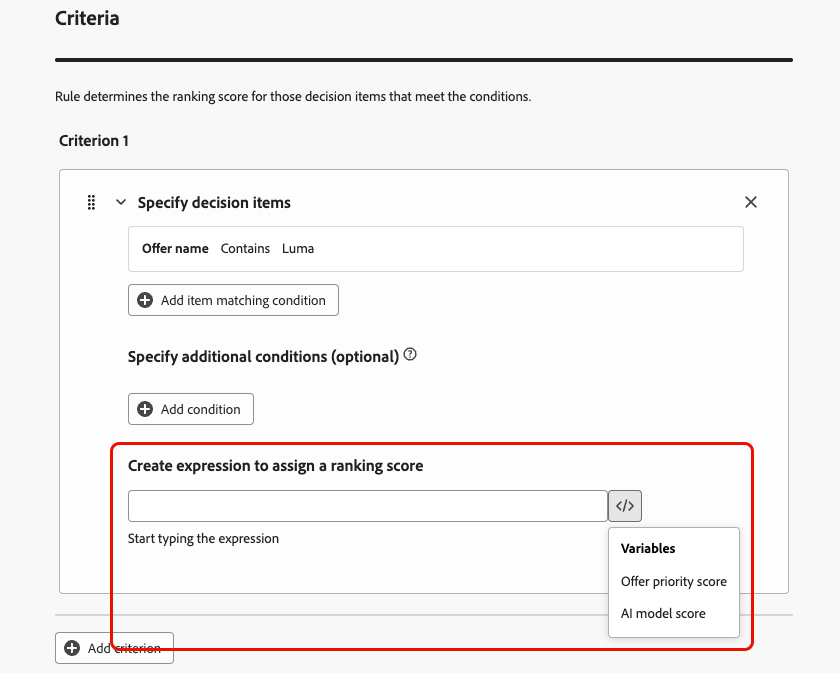 Criteria
Rule determines the ranking score for those decision items that meet the conditions.
Criterion 1
Specify decision items
Offer name Contains Luma
Add item matching condition
Specify additional conditions (optional)
Add condition
Create expression to assign a ranking score
</>
Start typing the expression
Variables
Offer priority score
AI model score
Add criterion